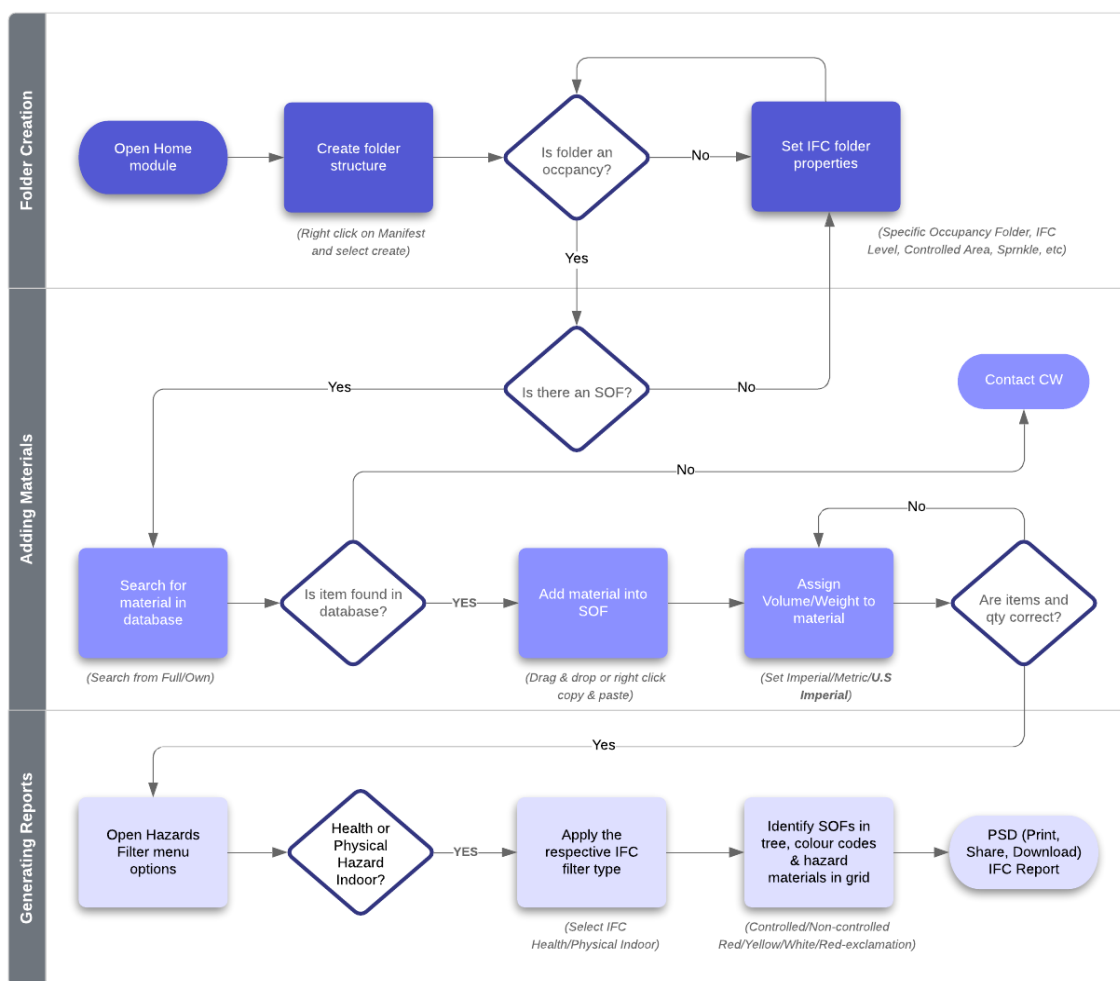 Folder Creation
Open Home
module
Create folder
structure
(Right click on Manifest
and select create)
Is folder an
occpancy?
No
Set IFC folder
properties
(Specific Occupancy Folder, IFC
Level, Controlled Area, Sprnkle, etc)
Yes
Adding Materials
Is there an SOF?
Yes
No
Contact CW
No
No
Search for
material in
database
(Search from Full/Own)
Is item found in
database?
YES
Add material into
SOF
(Drag & drop or right click
copy & paste)
Assign
Volume/Weight to
material
(Set Imperial/Metric/U.S
Imperial)
Are items and
qty correct?
Yes
Generating Reports
Open Hazards
Filter menu
options
Health or
Physical
Hazard
Indoor?
YES
Apply the
respective IFC
filter type
(Select IFC
Health/Physical Indoor)
Identify SOFs in
tree, colour codes
& hazard
materials in grid
(Controlled/Non-controlled
Red/Yellow/White/Red-exclamation)
PSD (Print,
Share, Download)
IFC Report